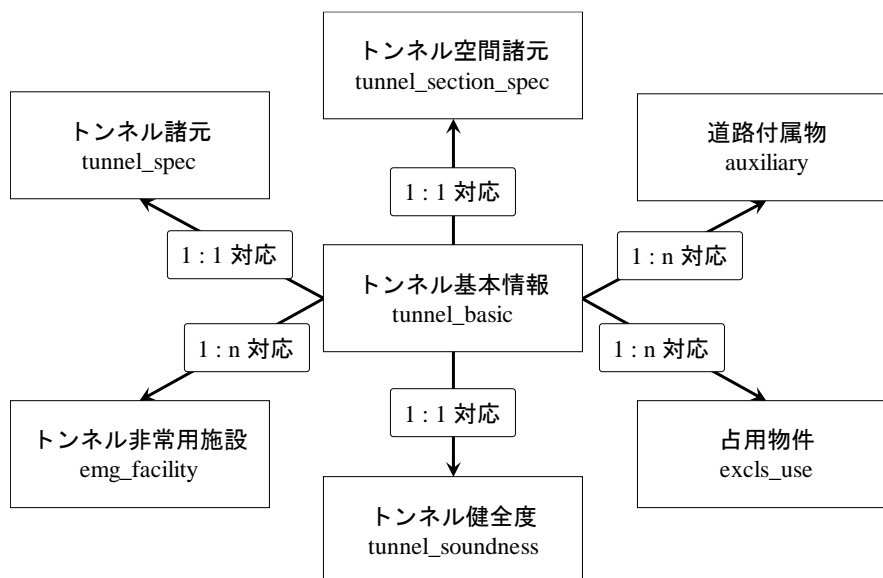 トンネル空間諸元
tunnel_section_spec
トンネル諸元
tunnel_spec
道路付属物
auxiliary
1 : 1 対応
1 : 1 対応
1 : n 対応
トンネル基本情報
tunnel_basic
1 : n 対応
1 : n 対応
1 : 1 対応
トンネル非常用施設
emg_facility
占用物件
excls_use
トンネル健全度
tunnel_soundness